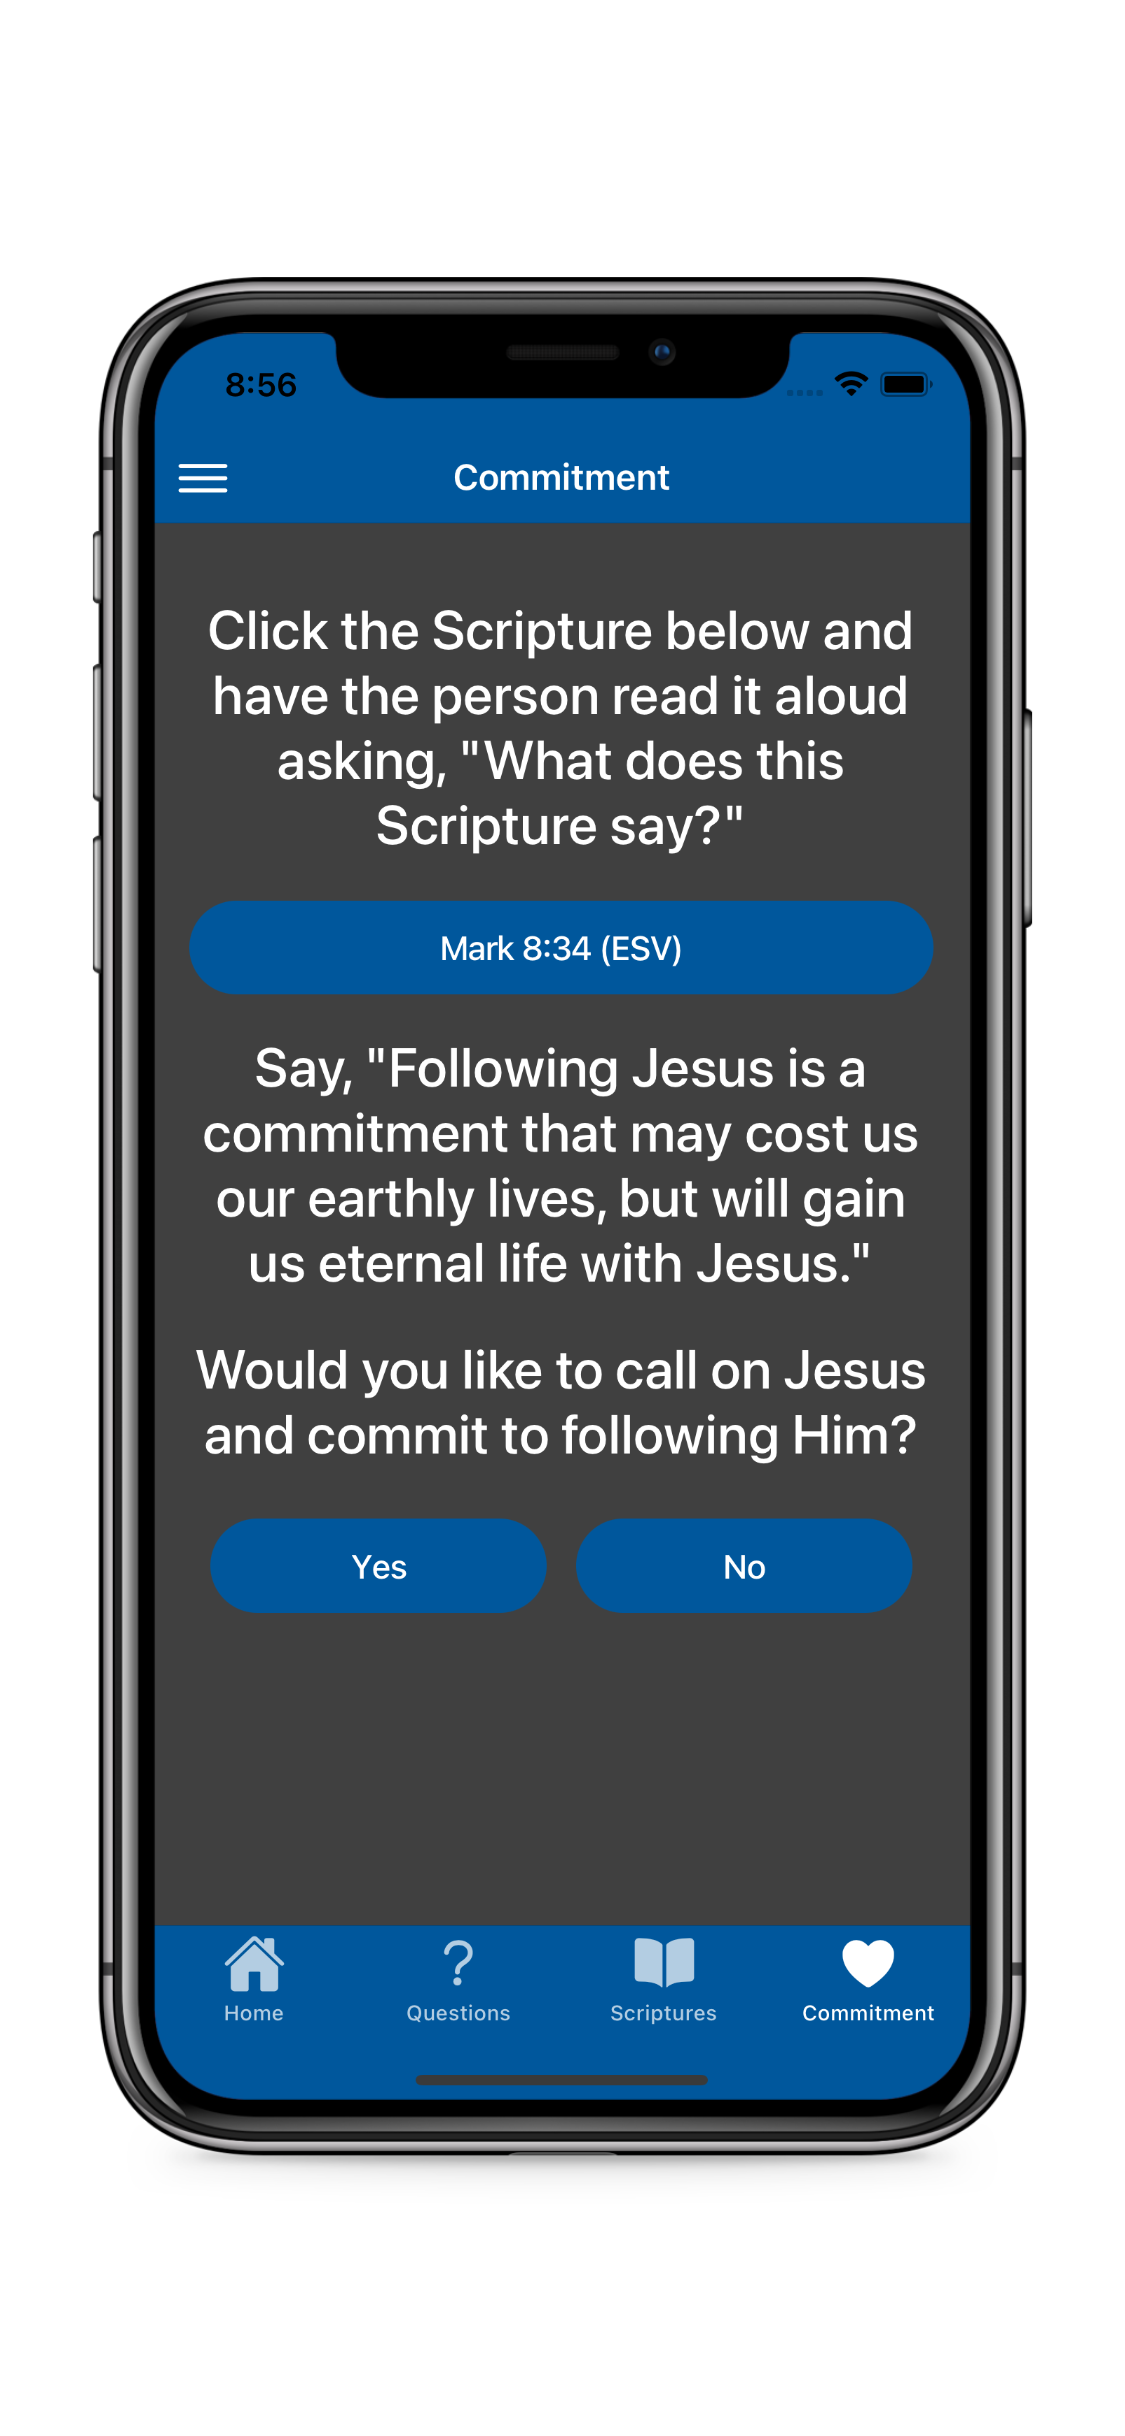 8:56
Commitment
Click the Scripture below and
have the person read it aloud
asking, "What does this
Scripture say?"
Mark 8:34 (ESV)
Say, "Following Jesus is a
commitment that may cost us
our earthly lives, but will gain
us eternal life with Jesus."
Would you like to call on Jesus
and commit to following Him?
Yes
No
Home
Questions
Scriptures
Commitment